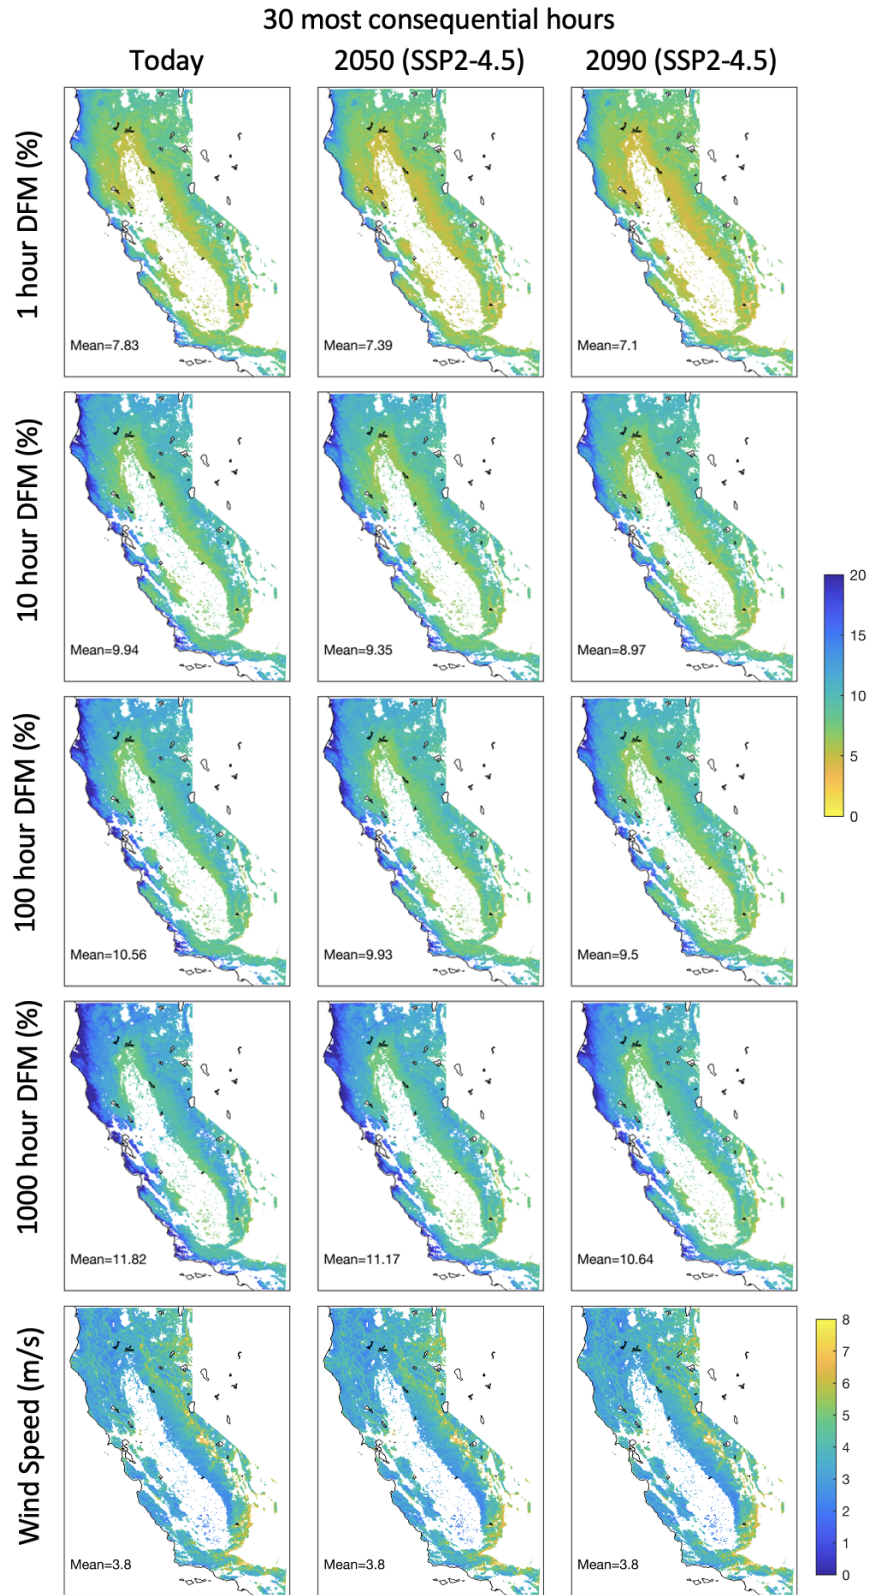 30 most consequential hours
Today 2050 (SSP2-4.5) 2090 (SSP2-4.5)
1 hour DFM (%)
Mean=7.83 Mean=7.39 Mean=7.1
10 hour DFM (%)
Mean=9.94 Mean=9.35 Mean=8.97
20
15
10
5
0
100 hour DFM (%)
Mean=10.56 Mean=9.93 Mean=9.5
1000 hour DFM (%)
Mean=11.82 Mean=11.17 Mean=10.64
Wind Speed (m/s)
Mean=3.8 Mean=3.8 Mean=3.8
8
7
6
5
4
3
2
1
0